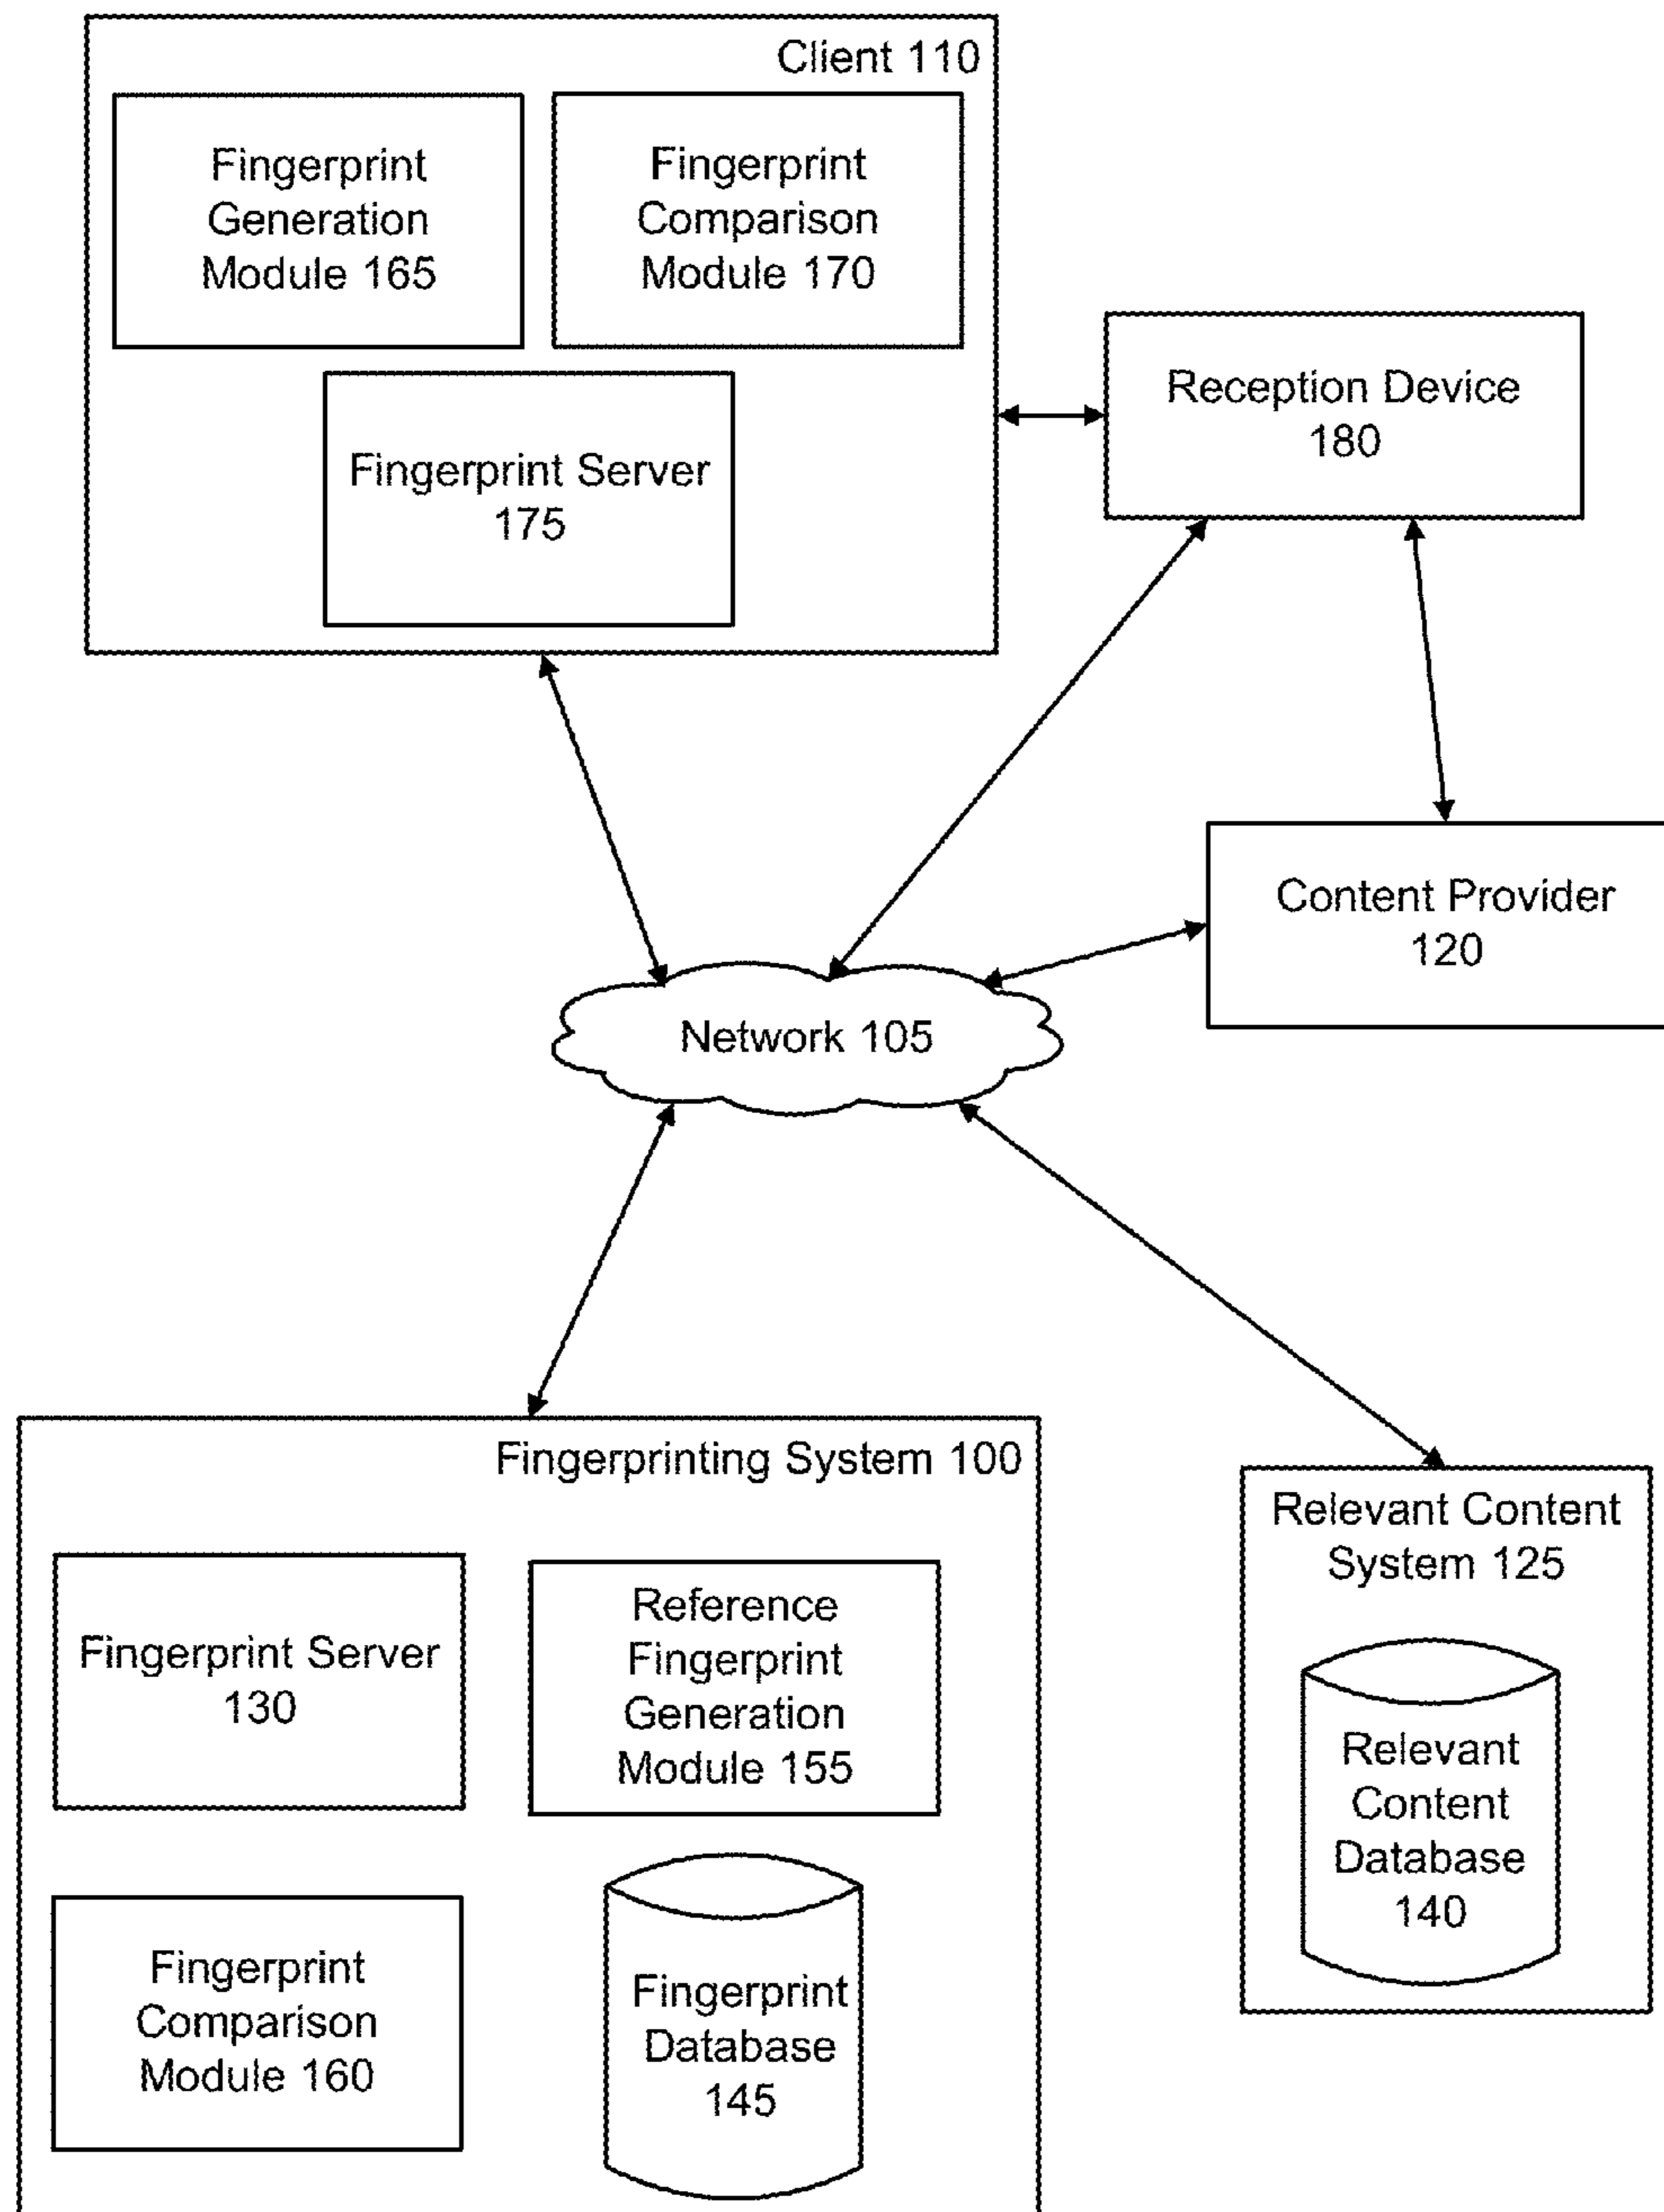 Client 110
Fingerprint
Generation
Module 165
Fingerprint
Comparison
Module 170
Fingerprint Server
175
Reception Device
180
Content Provider
120
Network 105
Fingerprinting System 100
Fingerprint Server
130
Reference
Fingerprint
Generation
Module 155
Fingerprint
Comparison
Module 160
Fingerprint
Database
145
Relevant Content
System 125
Relevant
Content
Database
140